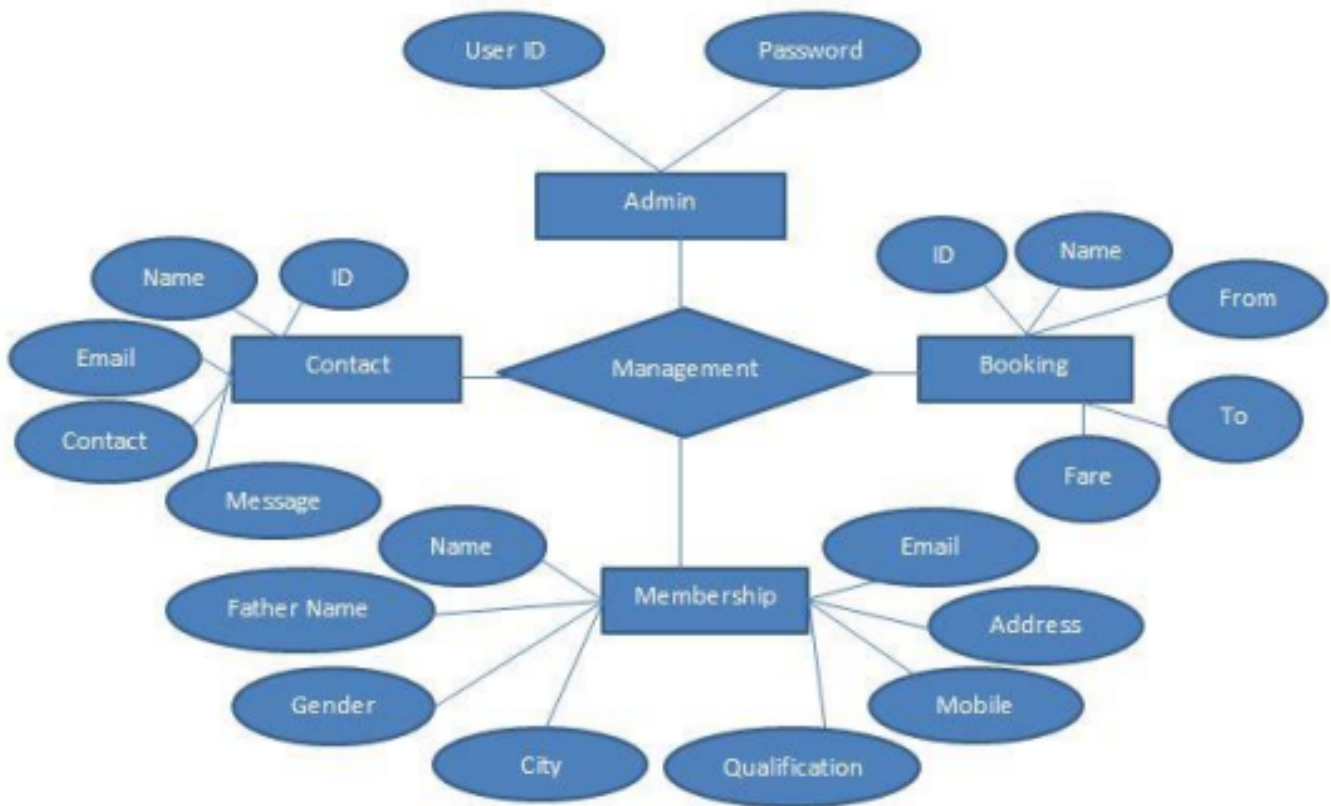 User ID
Password
Admin
Name
ID
ID
Name
From
Email
Contact
Management
Booking
Contact
To
Message
Fare
Name
Email
Father Name
Membership
Address
Gender
Mobile
City
Qualification